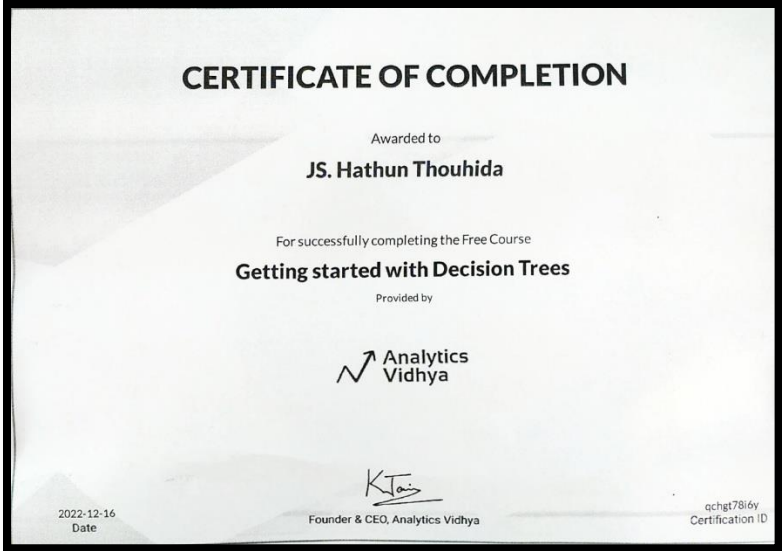 CERTIFICATE OF COMPLETION
Awarded to
JS. Hathun Thouhida
For successfully completing the Free Course
Getting started with Decision Trees
Provided by
Analytics
Vidhya
K Jain
Founder & CEO, Analytics Vidhya
2022-12-16
Date
qchgt78i6y
Certification ID